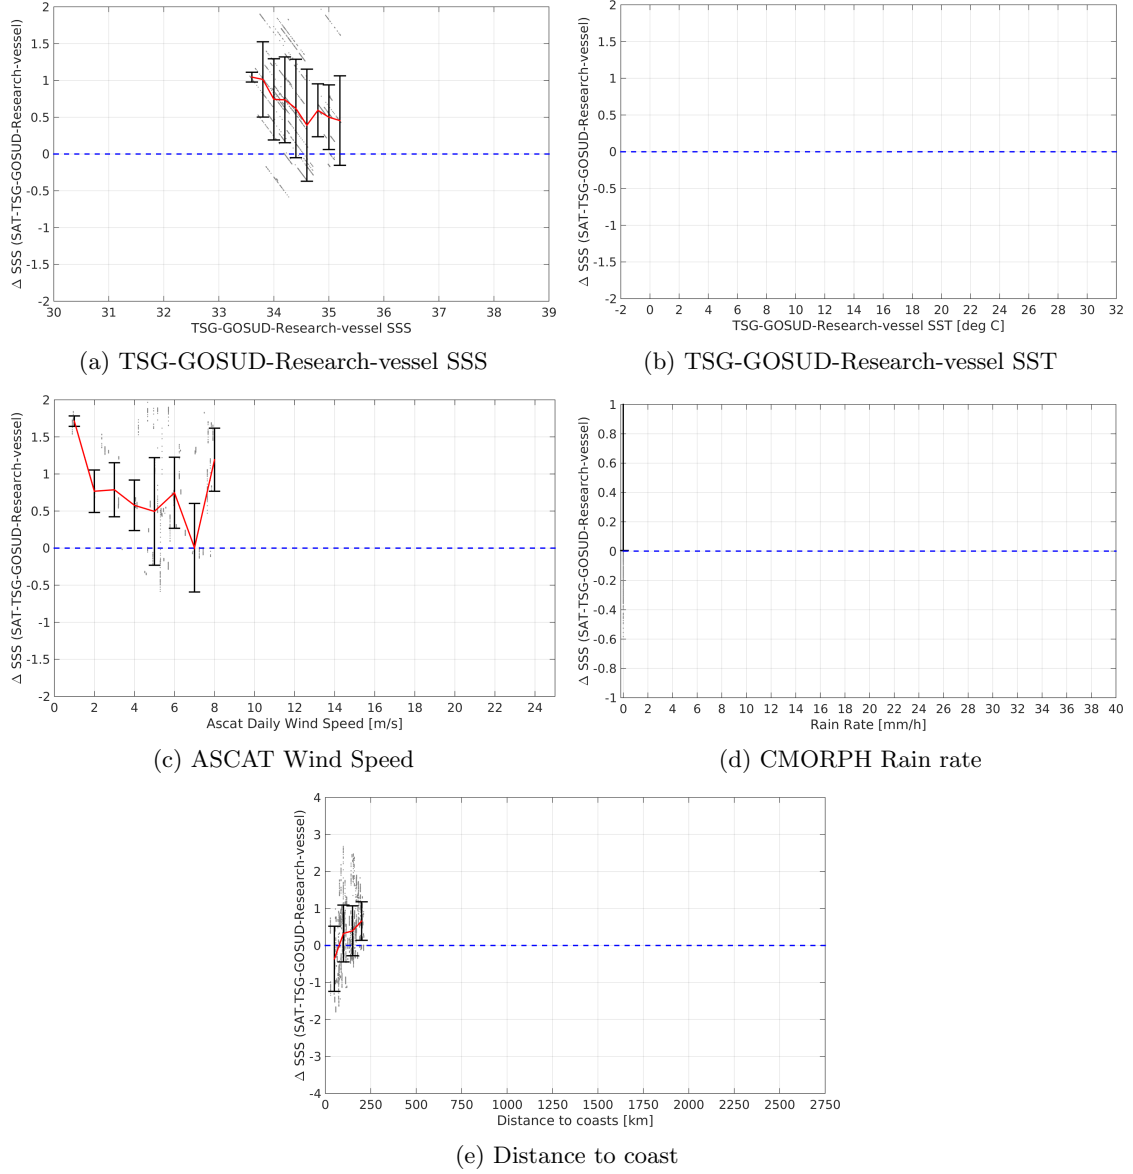 Δ SSS (SAT-TSG-GOSUD-Research-vessel)
2
1.5
1
0.5
0
-0.5
-1
-1.5
-2
30 31 32 33 34 35 36 37 38 39
TSG-GOSUD-Research-vessel SSS
(a) TSG-GOSUD-Research-vessel SSS
Δ SSS (SAT-TSG-GOSUD-Research-vessel)
2
1.5
1
0.5
0
-0.5
-1
-1.5
-2
-2 0 2 4 6 8 10 12 14 16 18 20 22 24 26 28 30 32
TSG-GOSUD-Research-vessel SST [deg C]
(b) TSG-GOSUD-Research-vessel SST
Δ SSS (SAT-TSG-GOSUD-Research-vessel)
2
1.5
1
0.5
0
-0.5
-1
-1.5
-2
0 2 4 6 8 10 12 14 16 18 20 22 24
Ascat Daily Wind Speed [m/s]
(c) ASCAT Wind Speed
Δ SSS (SAT-TSG-GOSUD-Research-vessel)
1
0.8
0.6
0.4
0.2
0
-0.2
-0.4
-0.6
-0.8
-1
0 2 4 6 8 10 12 14 16 18 20 22 24 26 28 30 32 34 36 38 40
Rain Rate [mm/h]
(d) CMORPH Rain rate
Δ SSS (SAT-TSG-GOSUD-Research-vessel)
4
3
2
1
0
-1
-2
-3
-4
0 250 500 750 1000 1250 1500 1750 2000 2250 2500 2750
Distance to coasts [km]
(e) Distance to coast